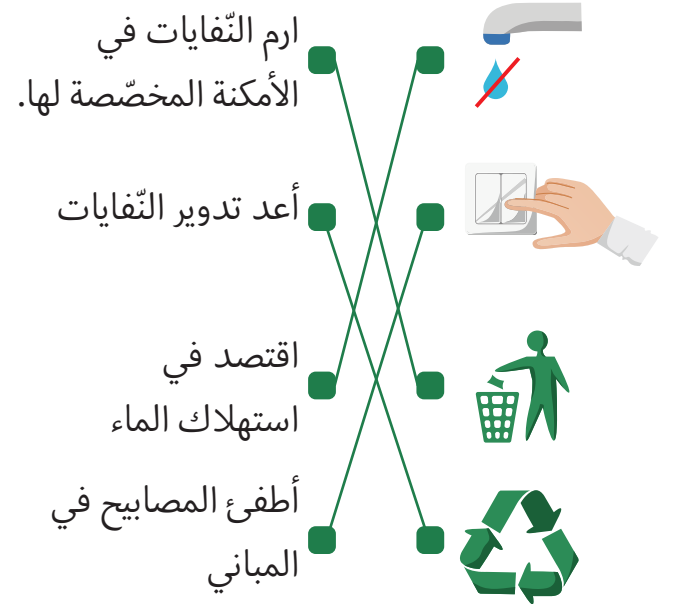 ارم النّفايات في
الأمكنة المخصّصة لها.
أعد تدوير النّفايات
اقتصد في
استهلاك الماء
أطفئ المصابيح في
المباني